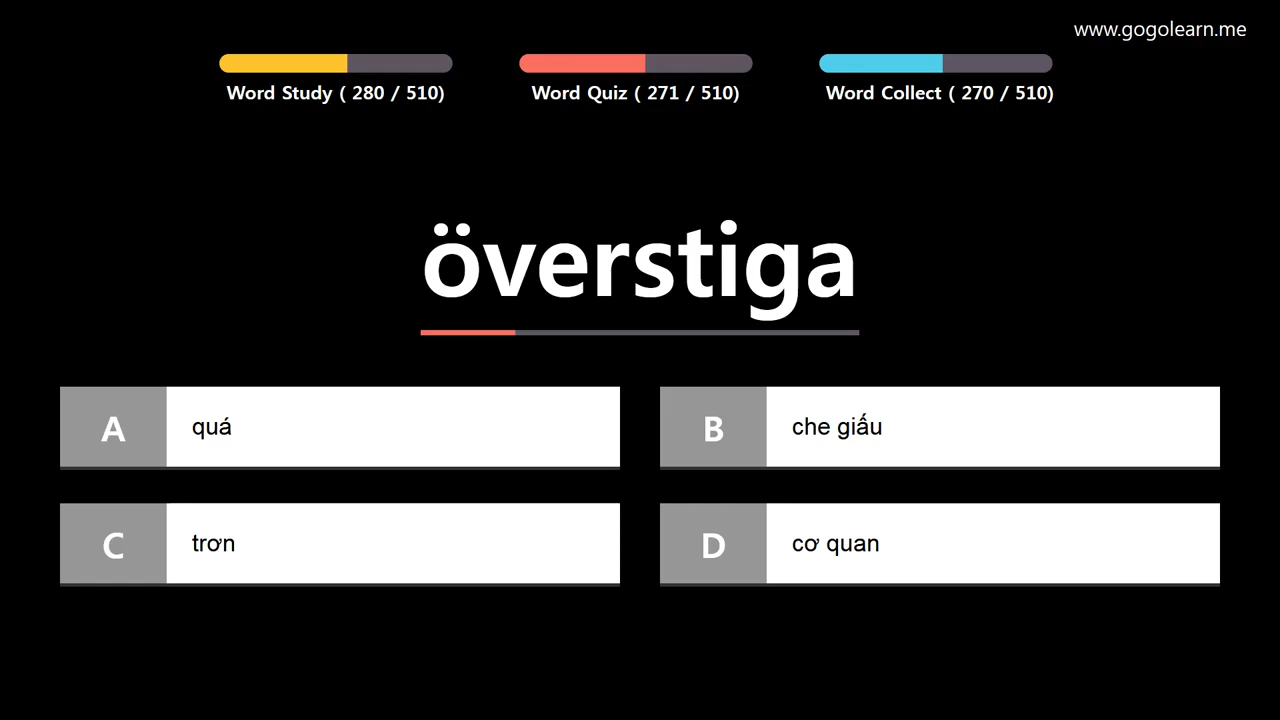 www.gogolearn.me
Word Study ( 280 / 510)
Word Quiz ( 271 / 510)
Word Collect ( 270 / 510)
överstiga
A quá
B che giấu
C trơn
D cơ quan